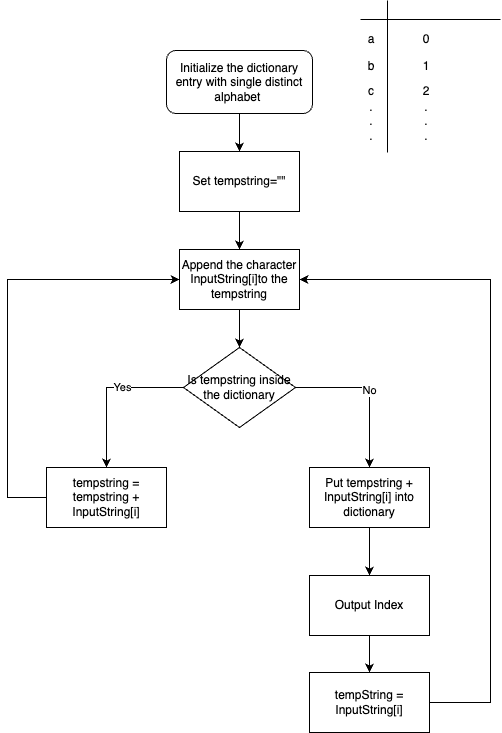 a 0
b 1
c 2
. .
. .
. .
Initialize the dictionary
entry with single distinct
alphabet
Set tempstring=""
Append the character
InputString[i]to the
tempstring
Is tempstring inside
the dictionary
Yes
No
tempstring =
tempstring +
InputString[i]
Put tempstring +
InputString[i] into
dictionary
Output Index
tempString =
InputString[i]